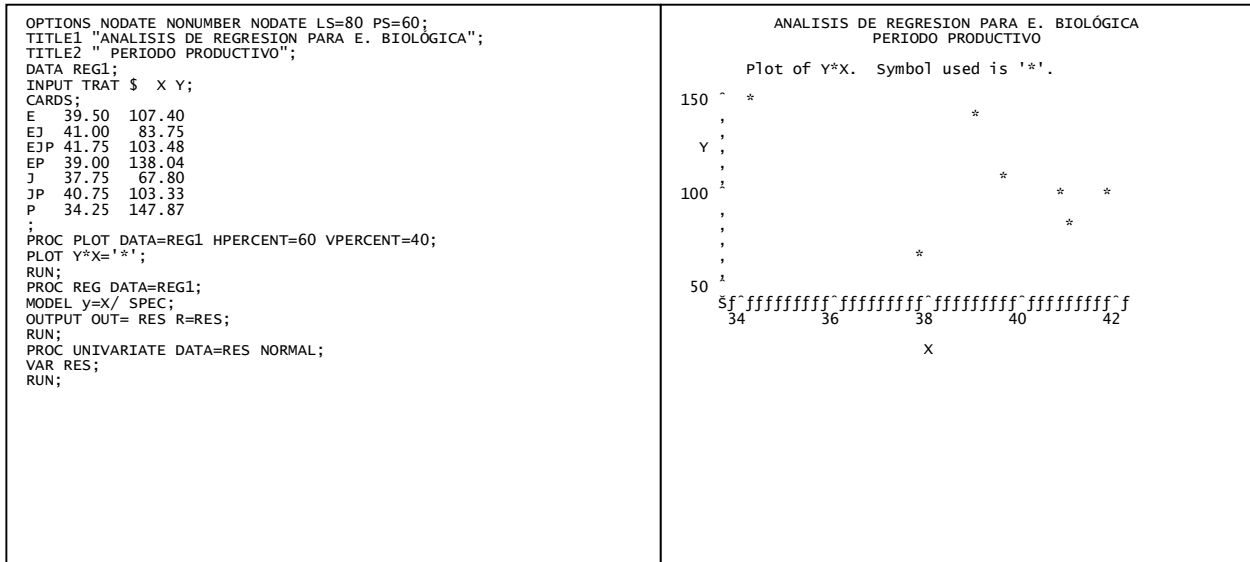 OPTIONS NODATE NONUMBER NODATE LS=80 PS=60;
TITLE1 "ANALISIS DE REGRESION PARA E. BIOLÓGICA";
TITLE2 " PERIODO PRODUCTIVO";
DATA REG1;
INPUT TRAT $  X Y;
CARDS;
E   39.50  107.40
EJ  41.00   83.75
EJP 41.75  103.48
EP  39.00  138.04
J   37.75   67.80
JP  40.75  103.33
P   34.25  147.87
;
PROC PLOT DATA=REG1 HPERCENT=60 VPERCENT=40;
PLOT Y*X='*';
RUN;
PROC REG DATA=REG1;
MODEL y=X/ SPEC;
OUTPUT OUT= RES R=RES;
RUN;
PROC UNIVARIATE DATA=RES NORMAL;
VAR RES;
RUN;
ANALISIS DE REGRESION PARA E. BIOLÓGICA
PERIODO PRODUCTIVO
Plot of Y*X.  Symbol used is '*'.
150 ˆ  *
‚ *
‚
Y ‚
‚
‚ *
100 ˆ * *
‚
‚ *
‚
‚ *
‚
50 ˆ
Šƒˆƒƒƒƒƒƒƒƒƒˆƒƒƒƒƒƒƒƒƒˆƒƒƒƒƒƒƒƒƒˆƒƒƒƒƒƒƒƒƒˆƒ
34 36 38 40 42
X